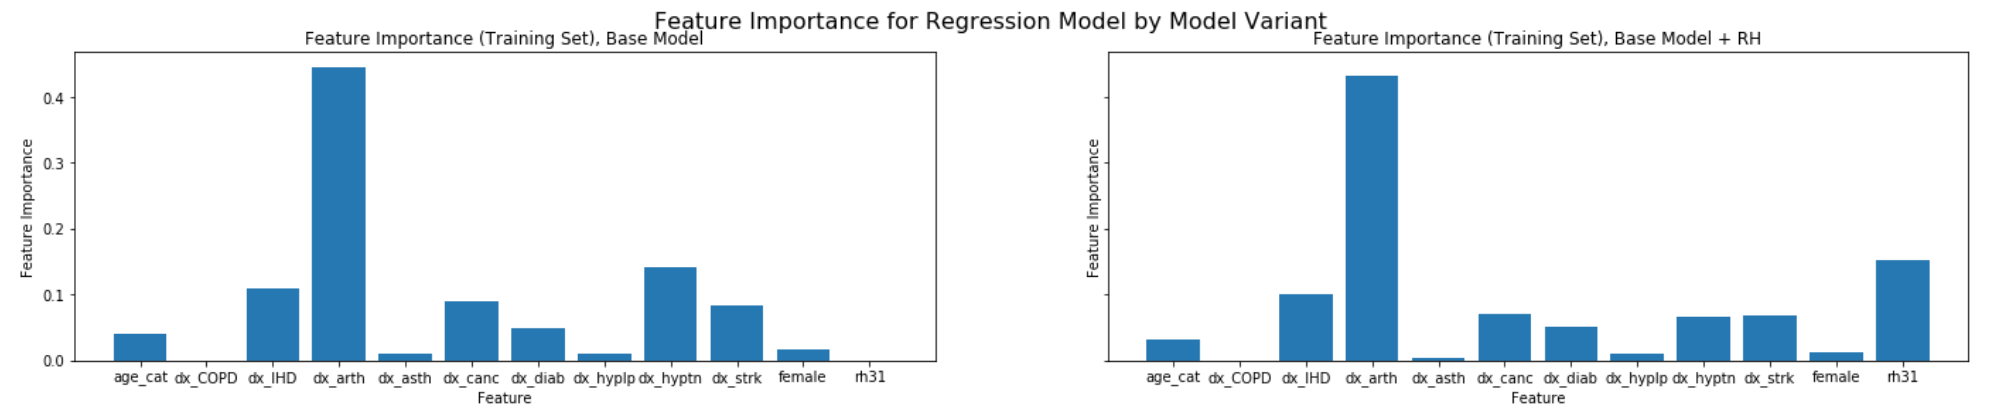 Feature Importance for Regression Model by Model Variant
Feature Importance (Training Set), Base Model
Feature Importance
0.4
0.3
0.2
0.1
0.0
age_cat dx_COPD dx_IHD dx_arth dx_asth dx_canc dx_diab dx_hyplp dx_hyptn dx_strk female rh31
Feature
Feature Importance (Training Set), Base Model + RH
Feature Importance
age_cat dx_COPD dx_IHD dx_arth dx_asth dx_canc dx_diab dx_hyplp dx_hyptn dx_strk female rh31
Feature